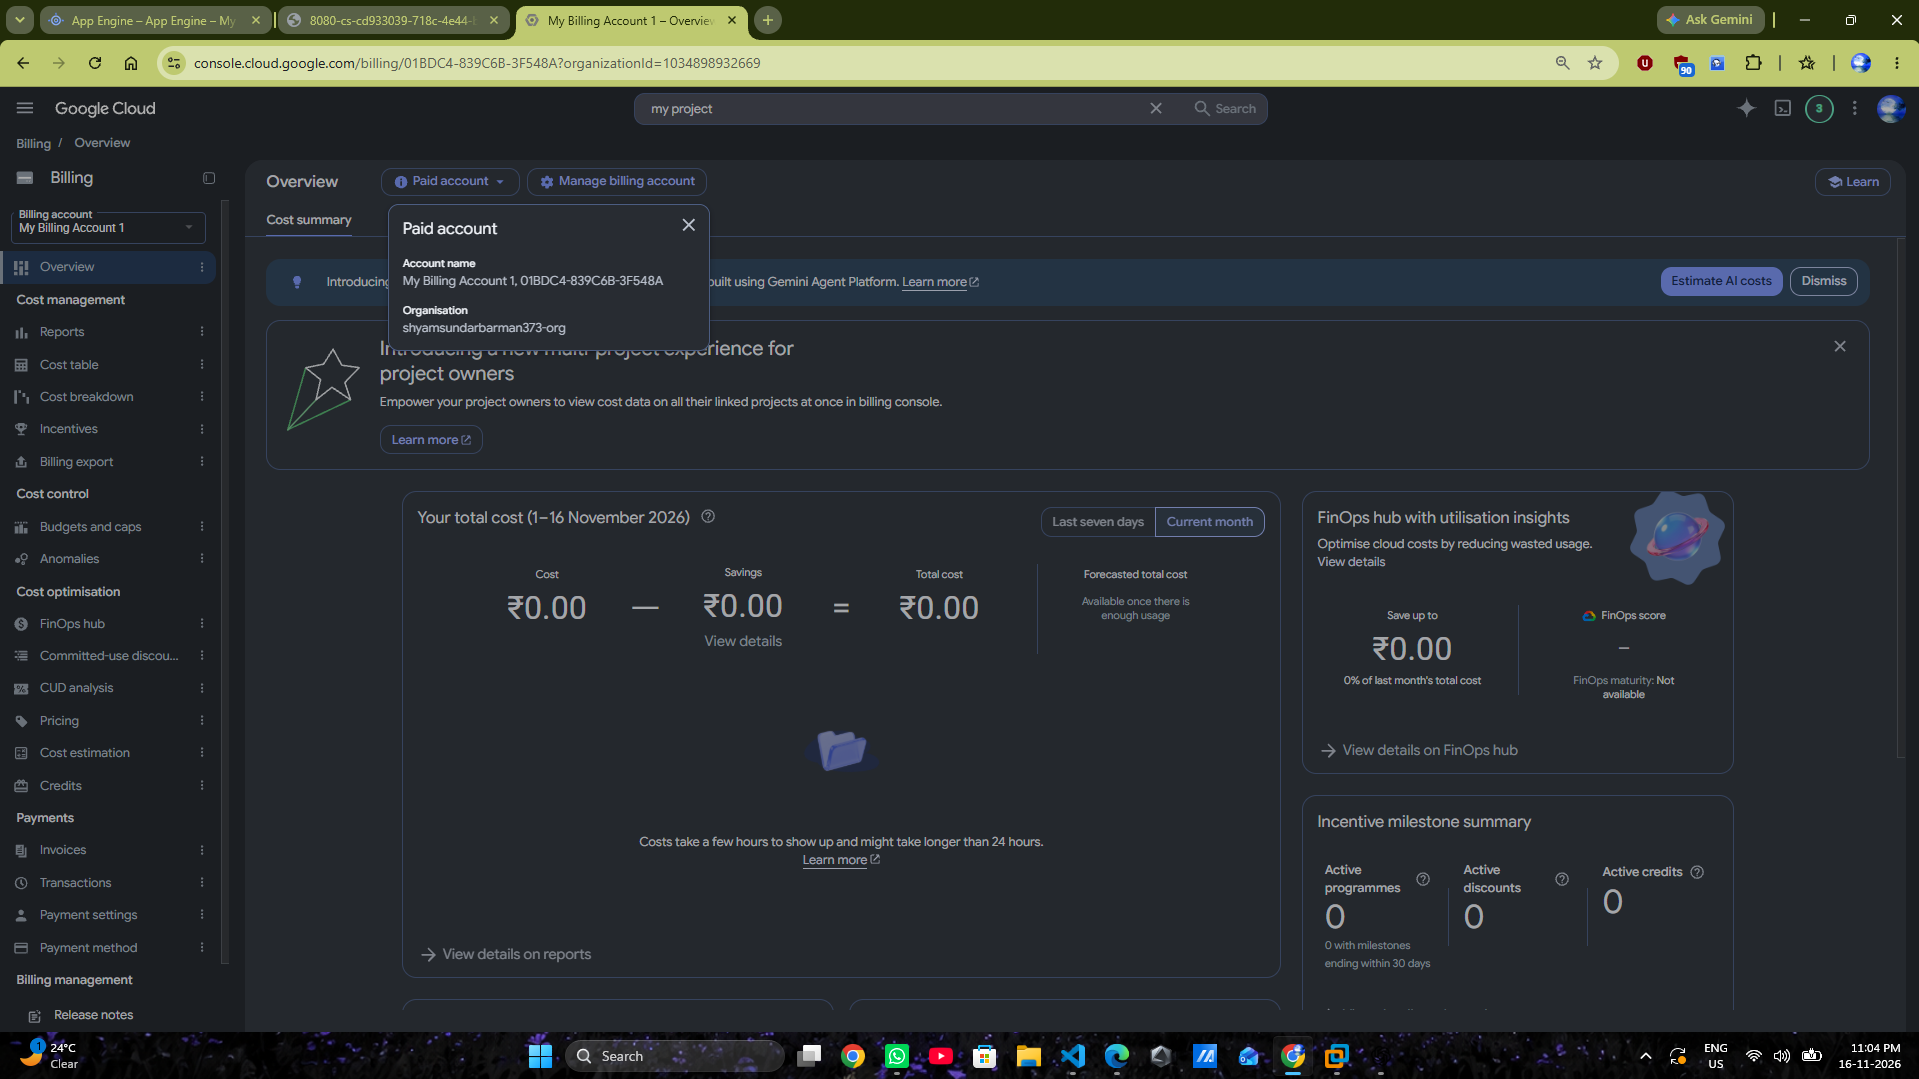 App Engine – App Engine – My
8080-cs-cd933039-718c-4e44-b
My Billing Account 1 – Overview
Ask Gemini
console.cloud.google.com/billing/01BDC4-839C6B-3F548A?organizationId=1034898932669
90
Google Cloud
my project
Search
3
Billing / Overview
Billing
Billing account
My Billing Account 1
Overview
Cost management
Reports
Cost table
Cost breakdown
Incentives
Billing export
Cost control
Budgets and caps
Anomalies
Cost optimisation
FinOps hub
Committed-use discou...
CUD analysis
Pricing
Cost estimation
Credits
Payments
Invoices
Transactions
Payment settings
Payment method
Billing management
Release notes
Overview
Paid account
Manage billing account
Learn
Cost summary
Paid account
Account name
My Billing Account 1, 01BDC4-839C6B-3F548A
Organisation
shyamsundarbarman373-org
Introducing
built using Gemini Agent Platform. Learn more
Estimate AI costs
Dismiss
Introducing a new multi-project experience for
project owners
Empower your project owners to view cost data on all their linked projects at once in billing console.
Learn more
Your total cost (1–16 November 2026)
Last seven days
Current month
Cost
₹0.00
—
Savings
₹0.00
View details
=
Total cost
₹0.00
Forecasted total cost
Available once there is
enough usage
Costs take a few hours to show up and might take longer than 24 hours.
Learn more
View details on reports
FinOps hub with utilisation insights
Optimise cloud costs by reducing wasted usage.
View details
Save up to
₹0.00
0% of last month's total cost
FinOps score
–
FinOps maturity: Not
available
View details on FinOps hub
Incentive milestone summary
Active
programmes
0
0 with milestones
ending within 30 days
Active
discounts
0
Active credits
0
1
24°C
Clear
Search
ENG
US
11:04 PM
16-11-2026